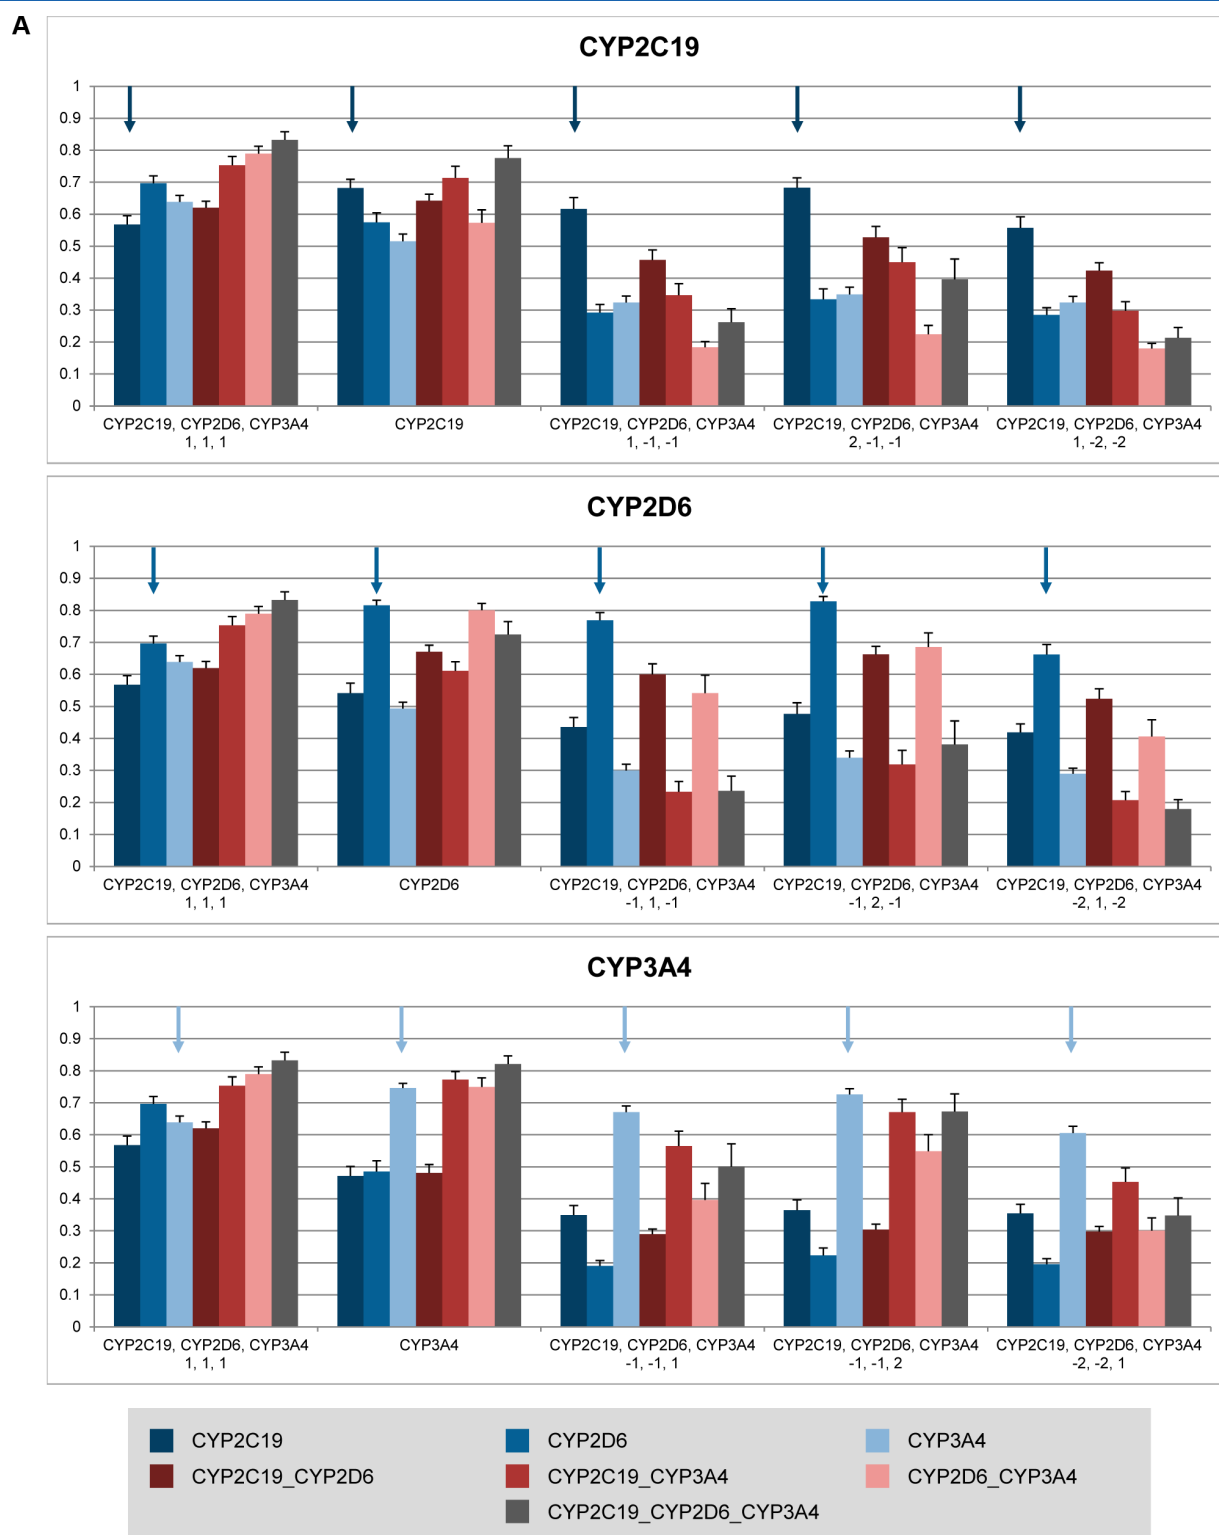 A
CYP2C19
1
0.9
0.8
0.7
0.6
0.5
0.4
0.3
0.2
0.1
0
CYP2C19, CYP2D6, CYP3A4 CYP2C19 CYP2C19, CYP2D6, CYP3A4 CYP2C19, CYP2D6, CYP3A4 CYP2C19, CYP2D6, CYP3A4
1, 1, 1 1, -1, -1 2, -1, -1 1, -2, -2
CYP2D6
1
0.9
0.8
0.7
0.6
0.5
0.4
0.3
0.2
0.1
0
CYP2C19, CYP2D6, CYP3A4 CYP2D6 CYP2C19, CYP2D6, CYP3A4 CYP2C19, CYP2D6, CYP3A4 CYP2C19, CYP2D6, CYP3A4
1, 1, 1 -1, 1, -1 -1, 2, -1 -2, 1, -2
CYP3A4
1
0.9
0.8
0.7
0.6
0.5
0.4
0.3
0.2
0.1
0
CYP2C19, CYP2D6, CYP3A4 CYP3A4 CYP2C19, CYP2D6, CYP3A4 CYP2C19, CYP2D6, CYP3A4 CYP2C19, CYP2D6, CYP3A4
1, 1, 1 -1, -1, 1 -1, -1, 2 -2, -2, 1
CYP2C19 CYP2D6 CYP3A4
CYP2C19_CYP2D6 CYP2C19_CYP3A4 CYP2D6_CYP3A4
CYP2C19_CYP2D6_CYP3A4